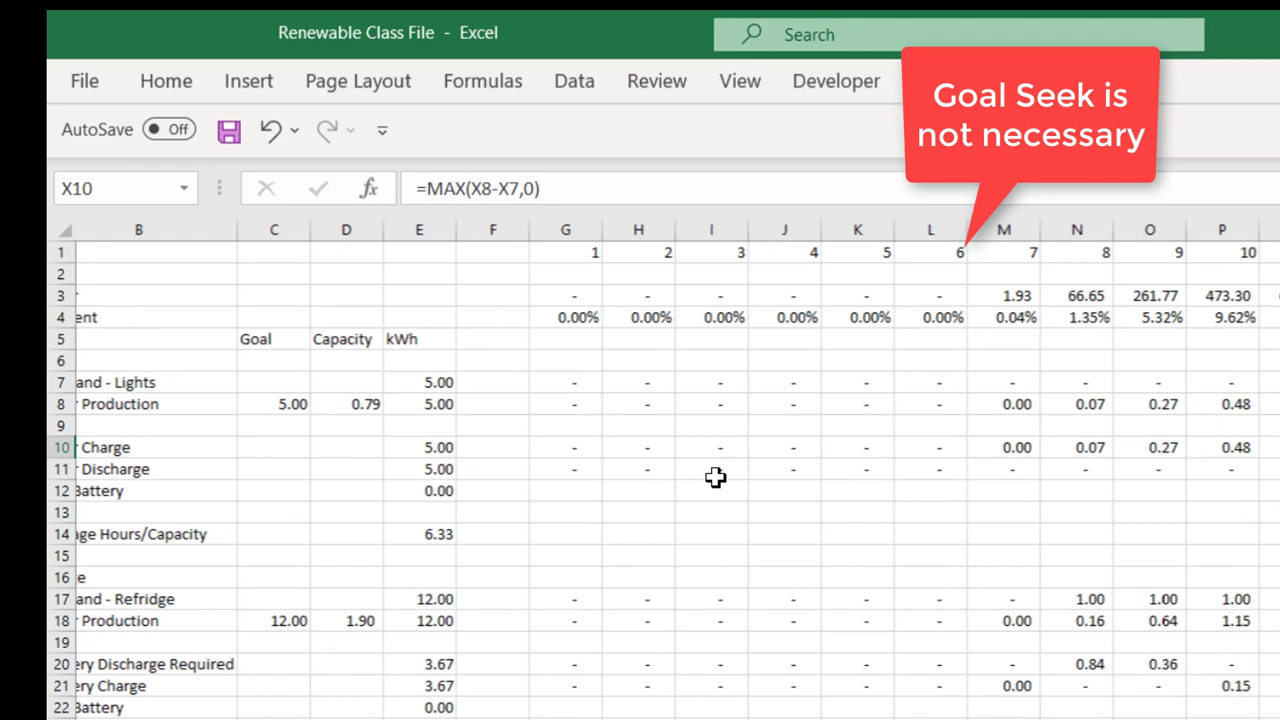 Renewable Class File - Excel
Search
File Home Insert Page Layout Formulas Data Review View Developer
Goal Seek is
not necessary
AutoSave Off
X10 fx =MAX(X8-X7,0)
B C D E F G H I J K L M N O P
1 1 2 3 4 5 6 7 8 9 10
2
3 - - - - - - 1.93 66.65 261.77 473.30
4 ent 0.00% 0.00% 0.00% 0.00% 0.00% 0.00% 0.04% 1.35% 5.32% 9.62%
5 Goal Capacity kWh
6
7 and - Lights 5.00 - - - - - - - - - -
8 Production 5.00 0.79 5.00 - - - - - - 0.00 0.07 0.27 0.48
9
10 Charge 5.00 - - - - - - 0.00 0.07 0.27 0.48
11 Discharge 5.00 - - - - - - - - -
12 Battery 0.00
13
14 age Hours/Capacity 6.33
15
16 e
17 and - Refridge 12.00 - - - - - - - 1.00 1.00 1.00
18 Production 12.00 1.90 12.00 - - - - - - 0.00 0.16 0.64 1.15
19
20 ery Discharge Required 3.67 - - - - - - - 0.84 0.36 -
21 ery Charge 3.67 - - - - - - 0.00 - - 0.15
22 Battery 0.00